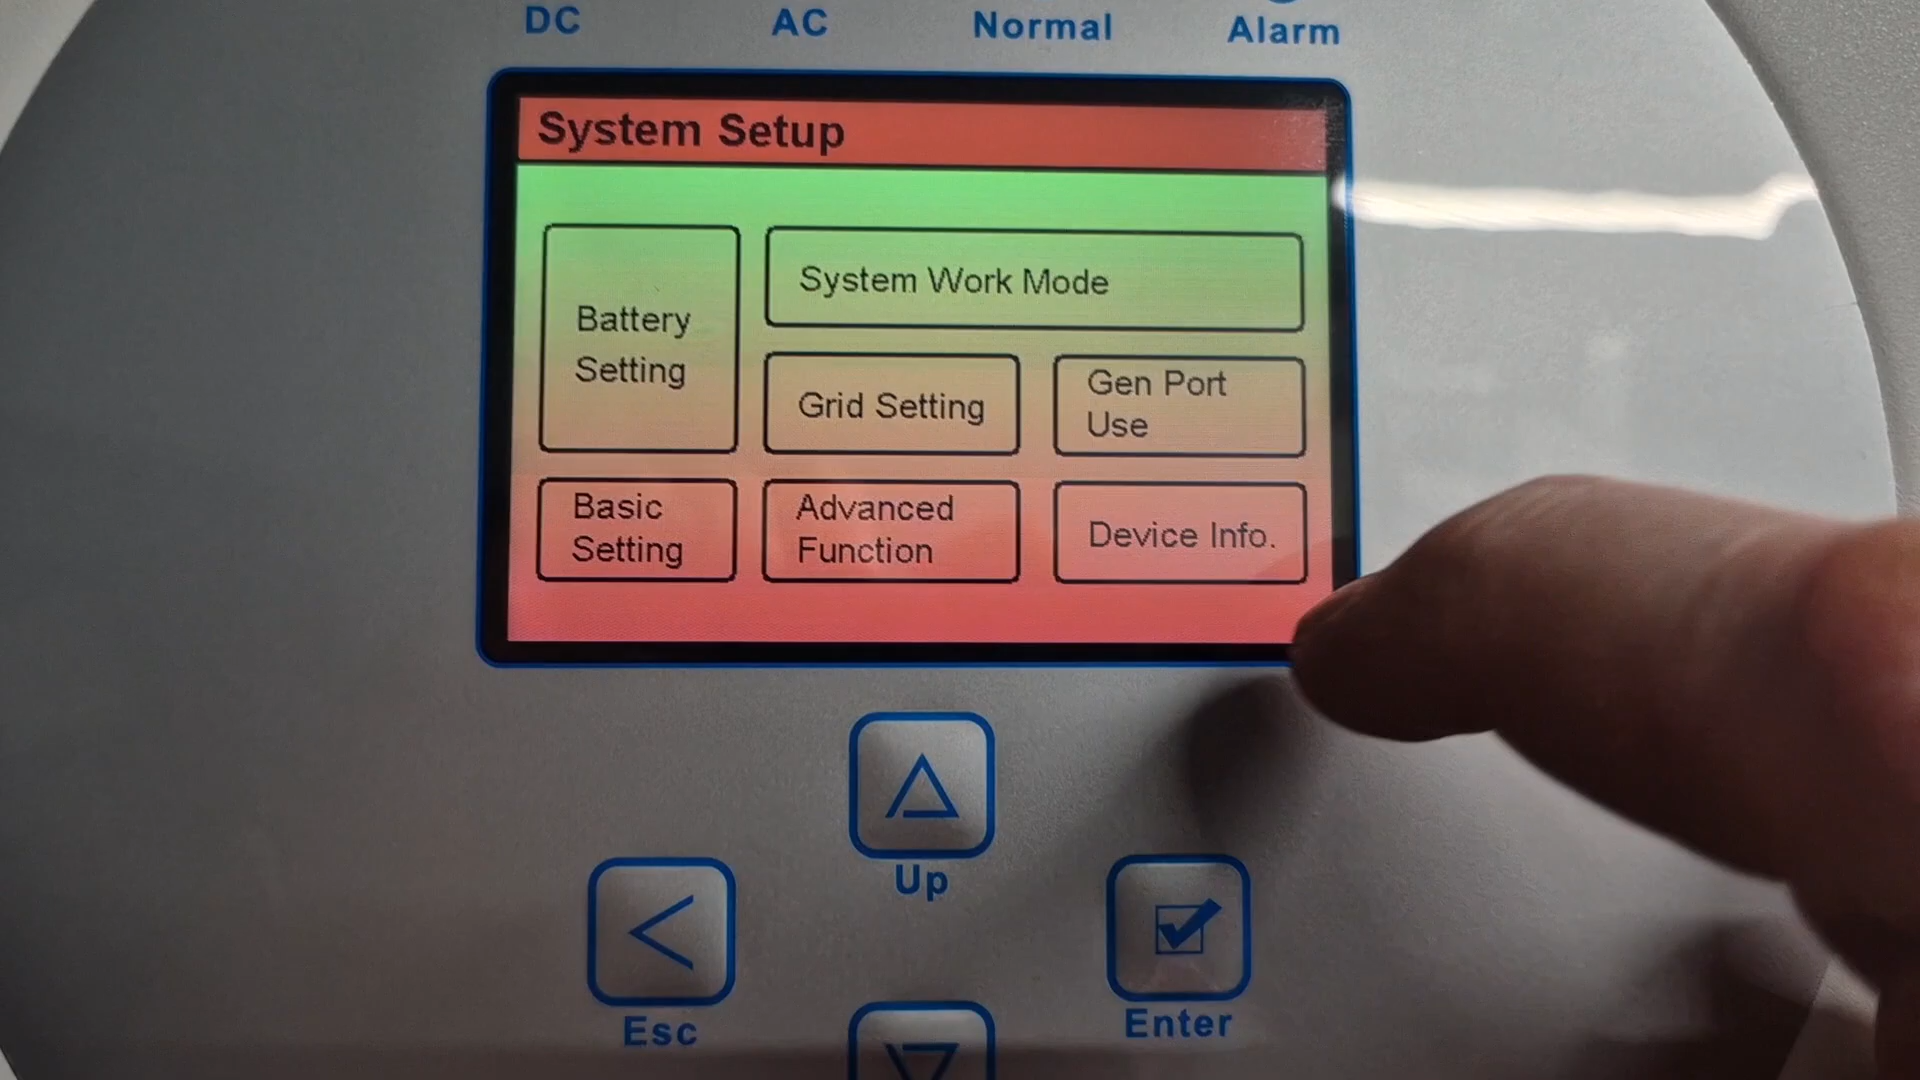 DC AC Normal Alarm
System Setup
Battery
Setting
System Work Mode
Grid Setting
Gen Port
Use
Basic
Setting
Advanced
Function
Device Info.
Up
Esc
Enter